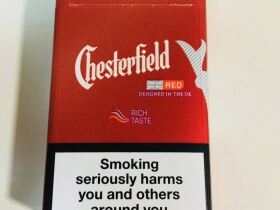 Chesterfield
RED
DESIGNED IN THE UK
RICH
TASTE
Smoking
seriously harms
you and others
around you